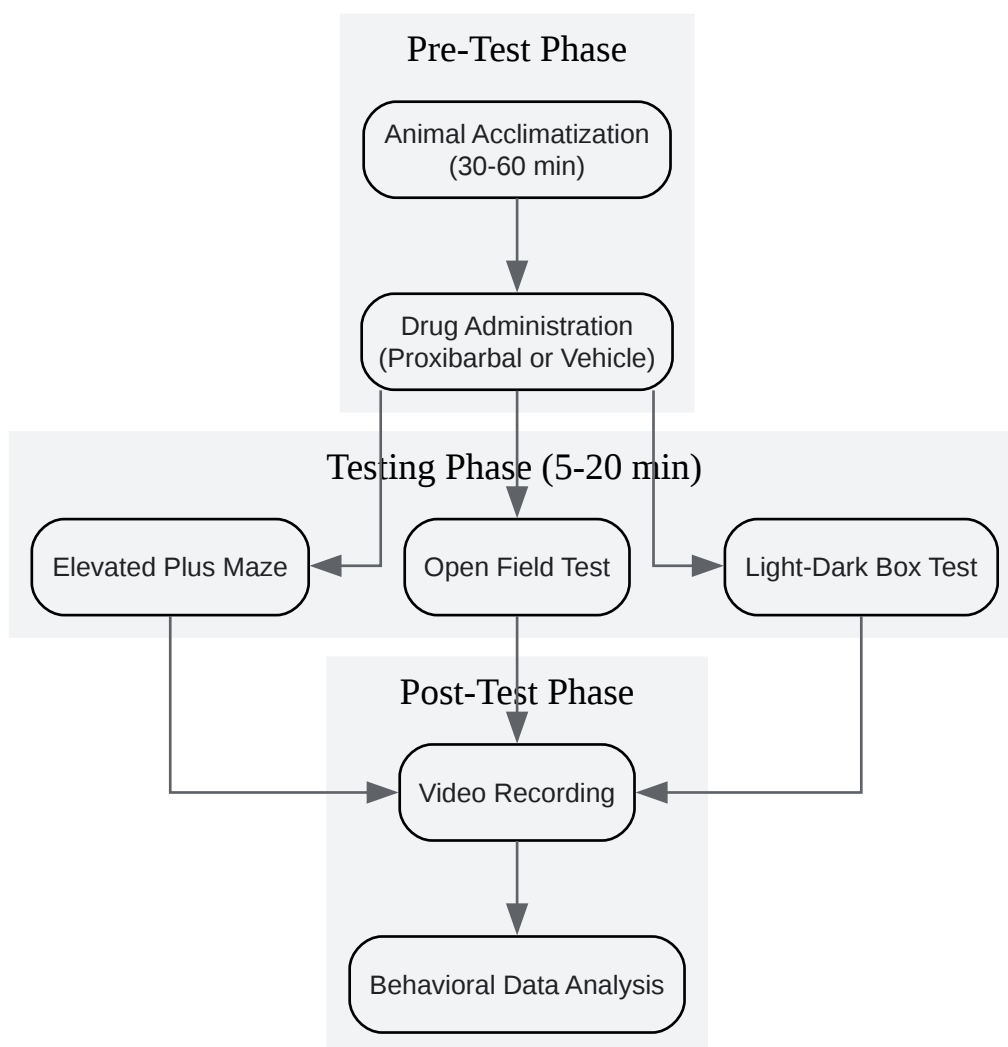 Pre-Test Phase
Animal Acclimatization
(30-60 min)
Drug Administration
(Proxibarbal or Vehicle)
Testing Phase (5-20 min)
Elevated Plus Maze
Open Field Test
Light-Dark Box Test
Post-Test Phase
Video Recording
Behavioral Data Analysis